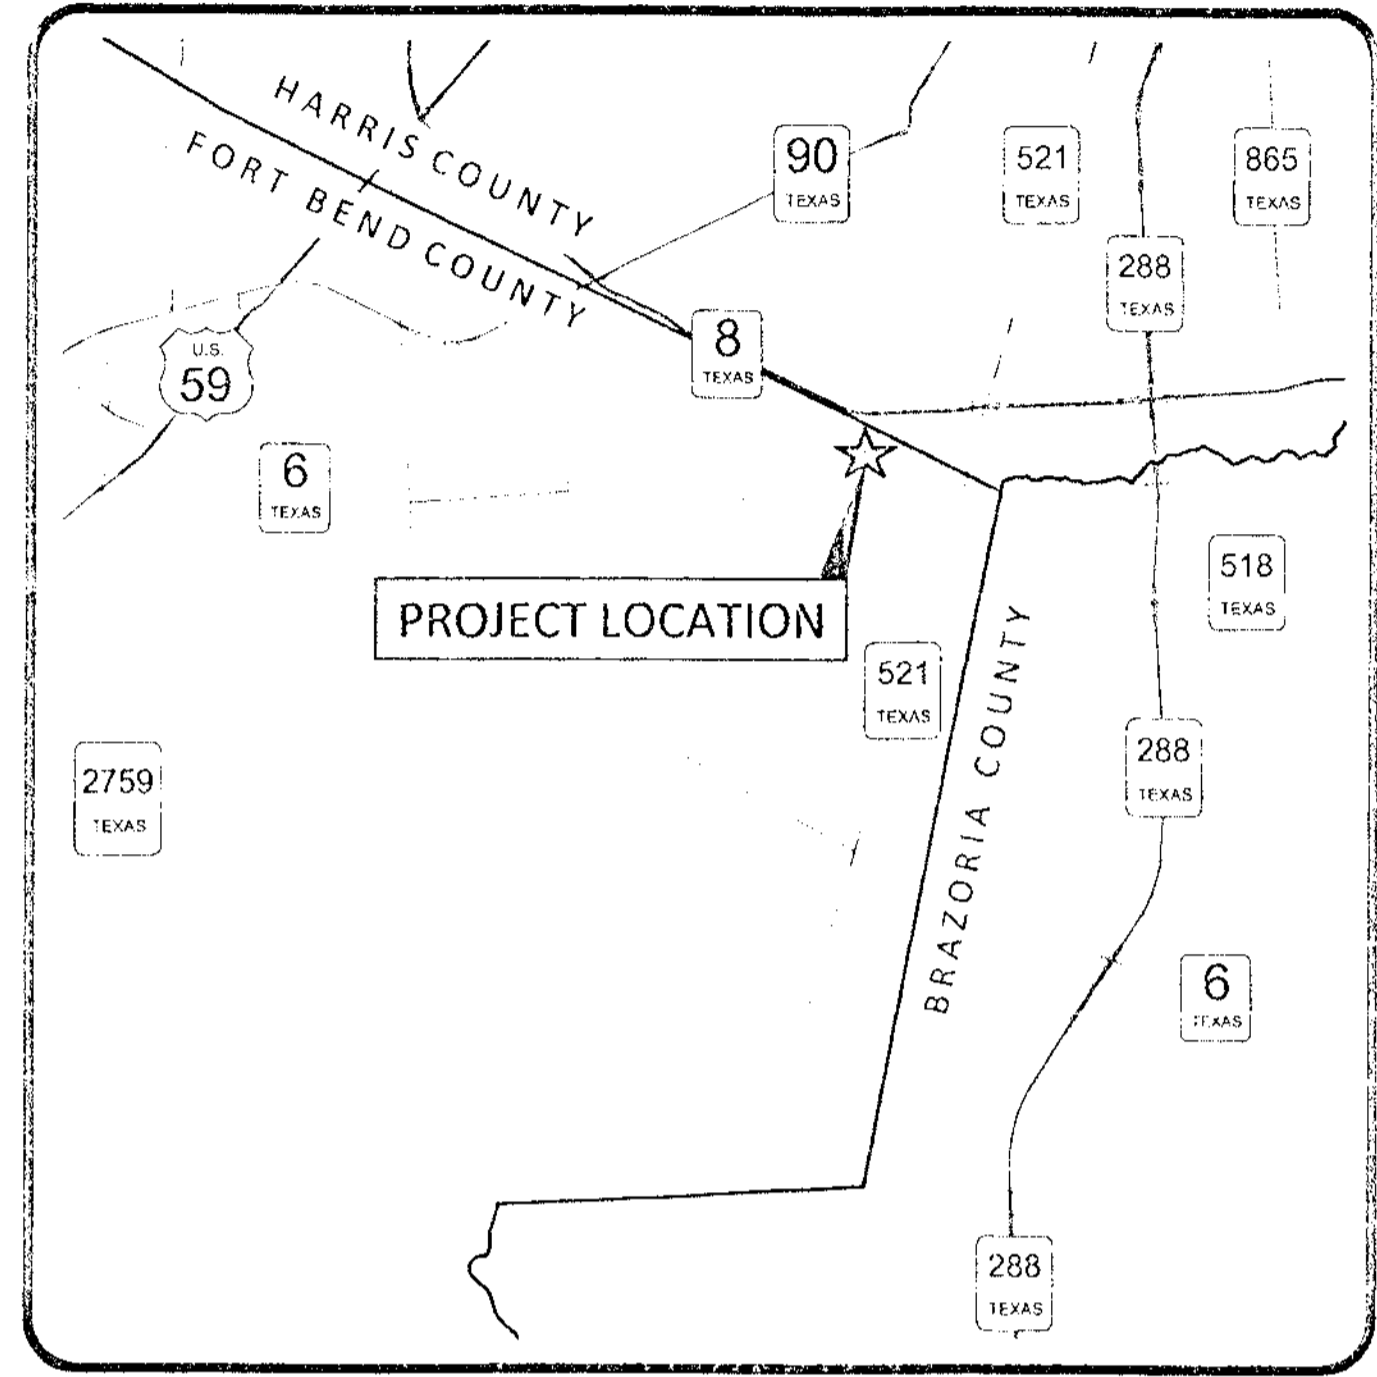 HARRIS COUNTY
FORT BEND COUNTY
90
TEXAS
521
TEXAS
865
TEXAS
288
TEXAS
8
TEXAS
U.S.
59
6
TEXAS
518
TEXAS
PROJECT LOCATION
521
TEXAS
BRAZORIA COUNTY
288
TEXAS
2759
TEXAS
6
TEXAS
288
TEXAS